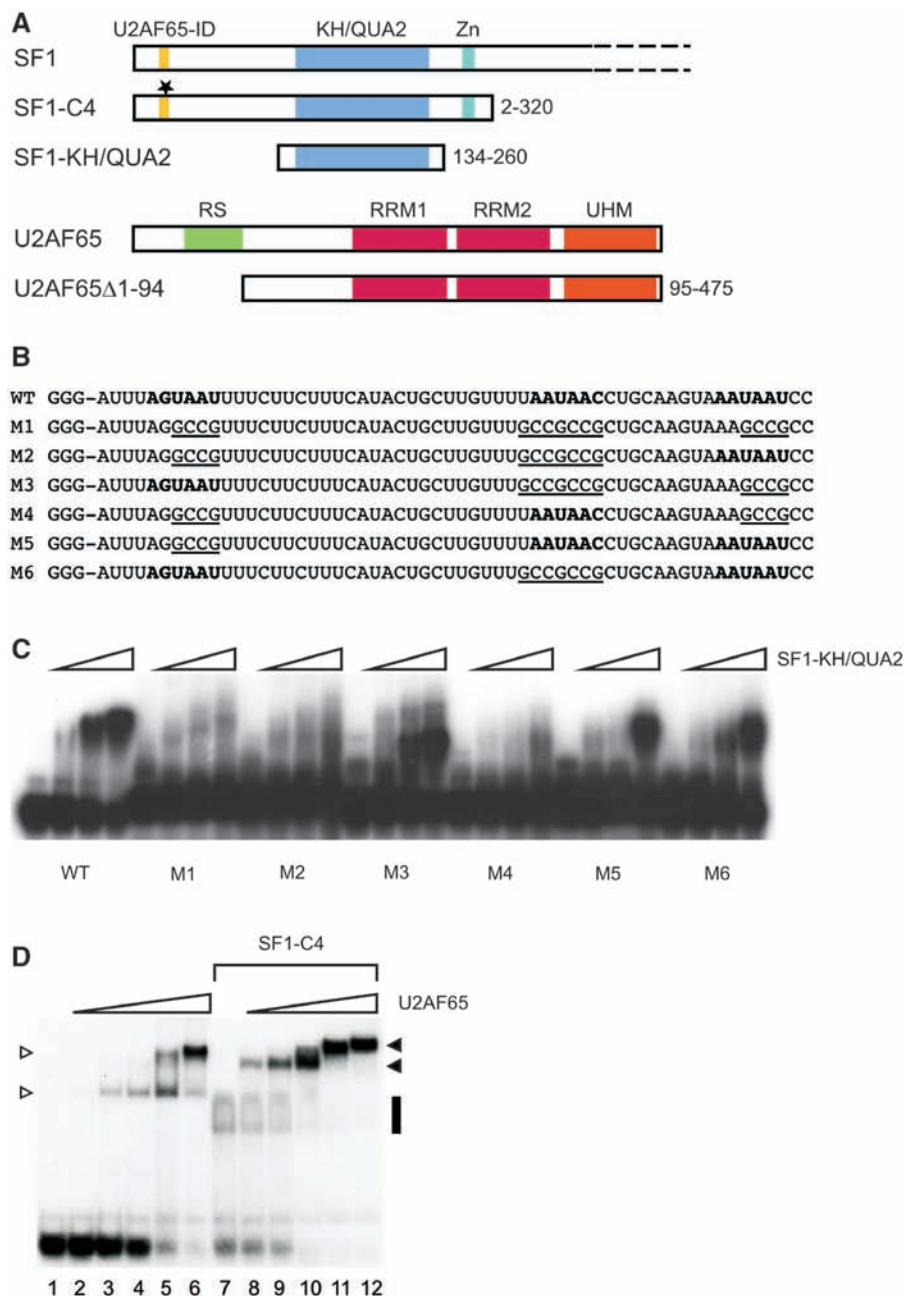 A
U2AF65-ID KH/QUA2 Zn
SF1
SF1-C4 2-320
SF1-KH/QUA2 134-260
RS RRM1 RRM2 UHM
U2AF65
U2AF65Δ1-94 95-475
B
WT GGG-AUUUAGUAAUUUUCUUCUUUCAUACUGCUUGUUUUAAUAACCUGCAAGUAAAUAAUCC
M1 GGG-AUUUAGGCCGUUUCUUCUUUCAUACUGCUUGUUUGCCGCCGCUGCAAGUAAAGCCGCC
M2 GGG-AUUUAGGCCGUUUCUUCUUUCAUACUGCUUGUUUGCCGCCGCUGCAAGUAAAUAAUCC
M3 GGG-AUUUAGUAAUUUUCUUCUUUCAUACUGCUUGUUUGCCGCCGCUGCAAGUAAAGCCGCC
M4 GGG-AUUUAGGCCGUUUCUUCUUUCAUACUGCUUGUUUUAAUAACCUGCAAGUAAAGCCGCC
M5 GGG-AUUUAGGCCGUUUCUUCUUUCAUACUGCUUGUUUUAAUAACCUGCAAGUAAAUAAUCC
M6 GGG-AUUUAGUAAUUUUCUUCUUUCAUACUGCUUGUUUGCCGCCGCUGCAAGUAAAUAAUCC
C
SF1-KH/QUA2
WT M1 M2 M3 M4 M5 M6
D
SF1-C4
U2AF65
1 2 3 4 5 6 7 8 9 10 11 12